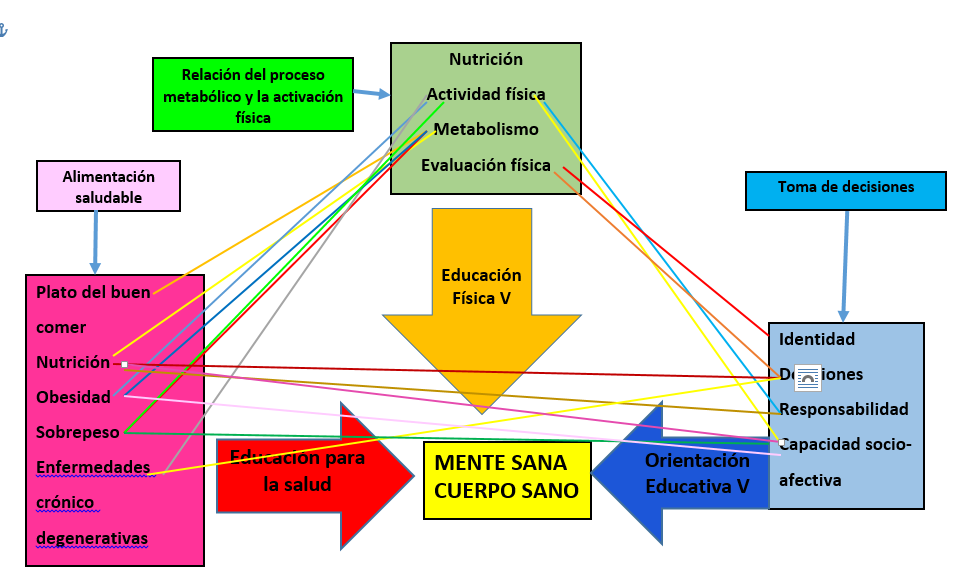 Relación del proceso
metabólico y la activación
física
Nutrición
Actividad física
Metabolismo
Evaluación física
Alimentación
saludable
Toma de decisiones
Educación
Física V
Plato del buen
comer
Nutrición
Obesidad
Sobrepeso
Enfermedades
crónico
degenerativas
Identidad
Responsabilidad
Capacidad socio-
afectiva
Educación para
la salud
MENTE SANA
CUERPO SANO
Orientación
Educativa V